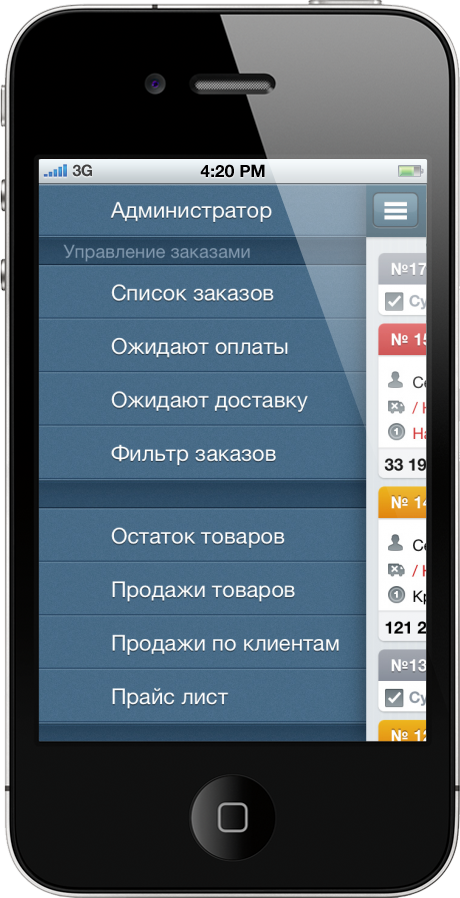 3G 4:20 PM
Администратор
Управление заказами
Список заказов
Ожидают оплаты
Ожидают доставку
Фильтр заказов
Остаток товаров
Продажи товаров
Продажи по клиентам
Прайс лист
№17
Су
№ 15
Се
/ Н
На
33 19
№ 14
Се
/ Н
Кр
121 2
№13
Су
№ 12